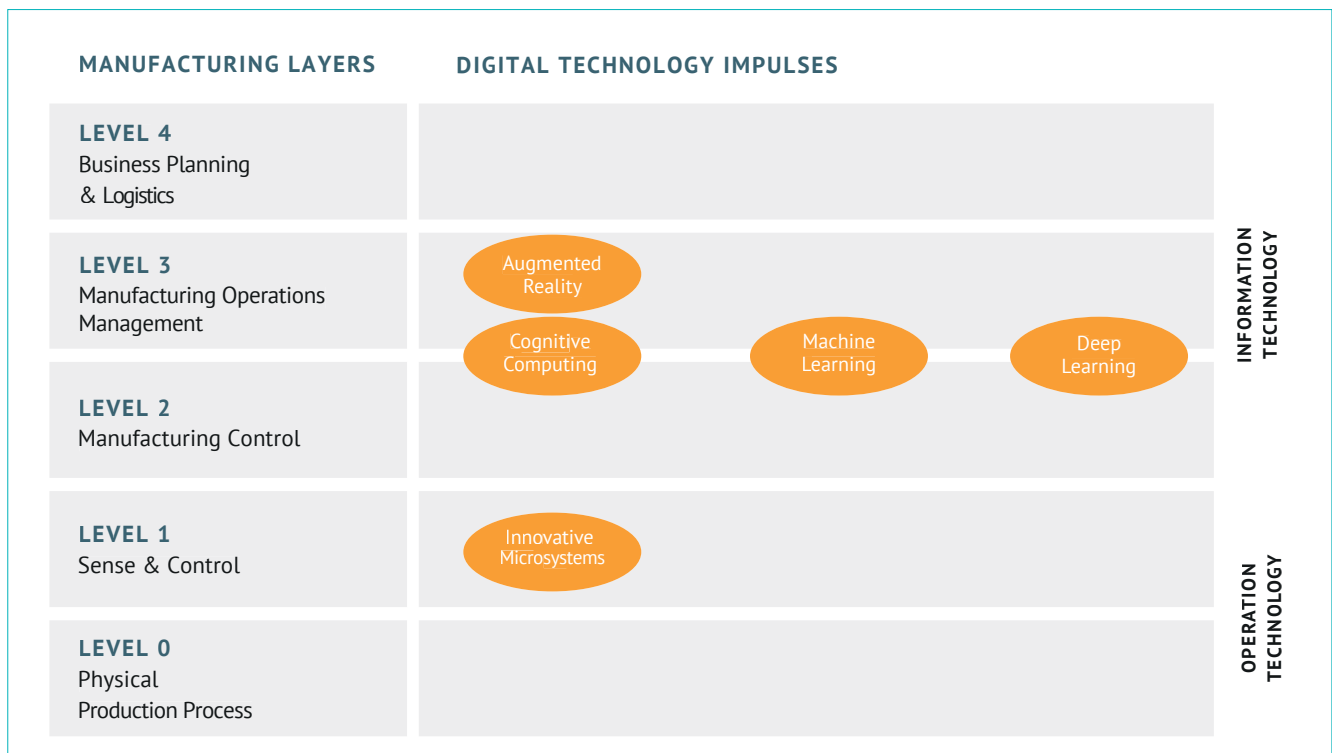 MANUFACTURING LAYERS
DIGITAL TECHNOLOGY IMPULSES
LEVEL 4
Business Planning
& Logistics
LEVEL 3
Manufacturing Operations
Management
Augmented
Reality
Cognitive
Computing
Machine
Learning
Deep
Learning
LEVEL 2
Manufacturing Control
LEVEL 1
Sense & Control
Innovative
Microsystems
LEVEL 0
Physical
Production Process
INFORMATION
TECHNOLOGY
OPERATION
TECHNOLOGY